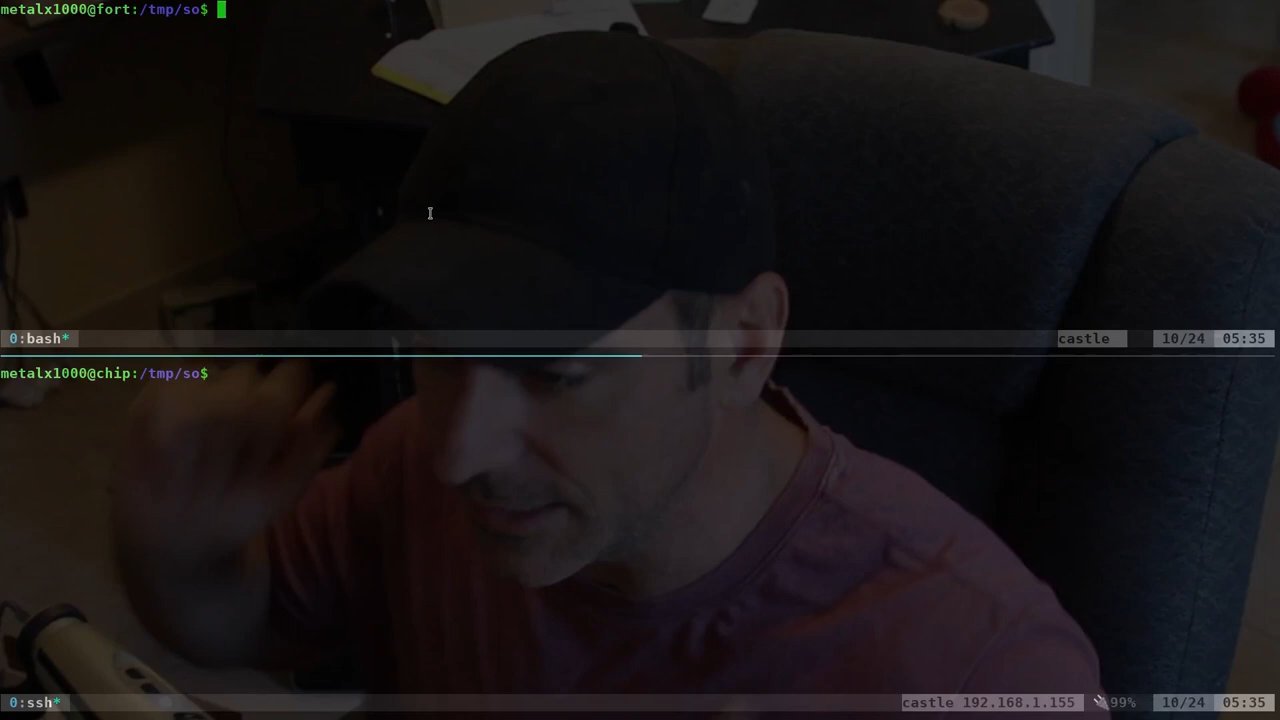 metalx1000@fort:/tmp/so$
0:bash* castle 10/24 05:35
metalx1000@chip:/tmp/so$
0:ssh* castle 192.168.1.155 99% 10/24 05:35